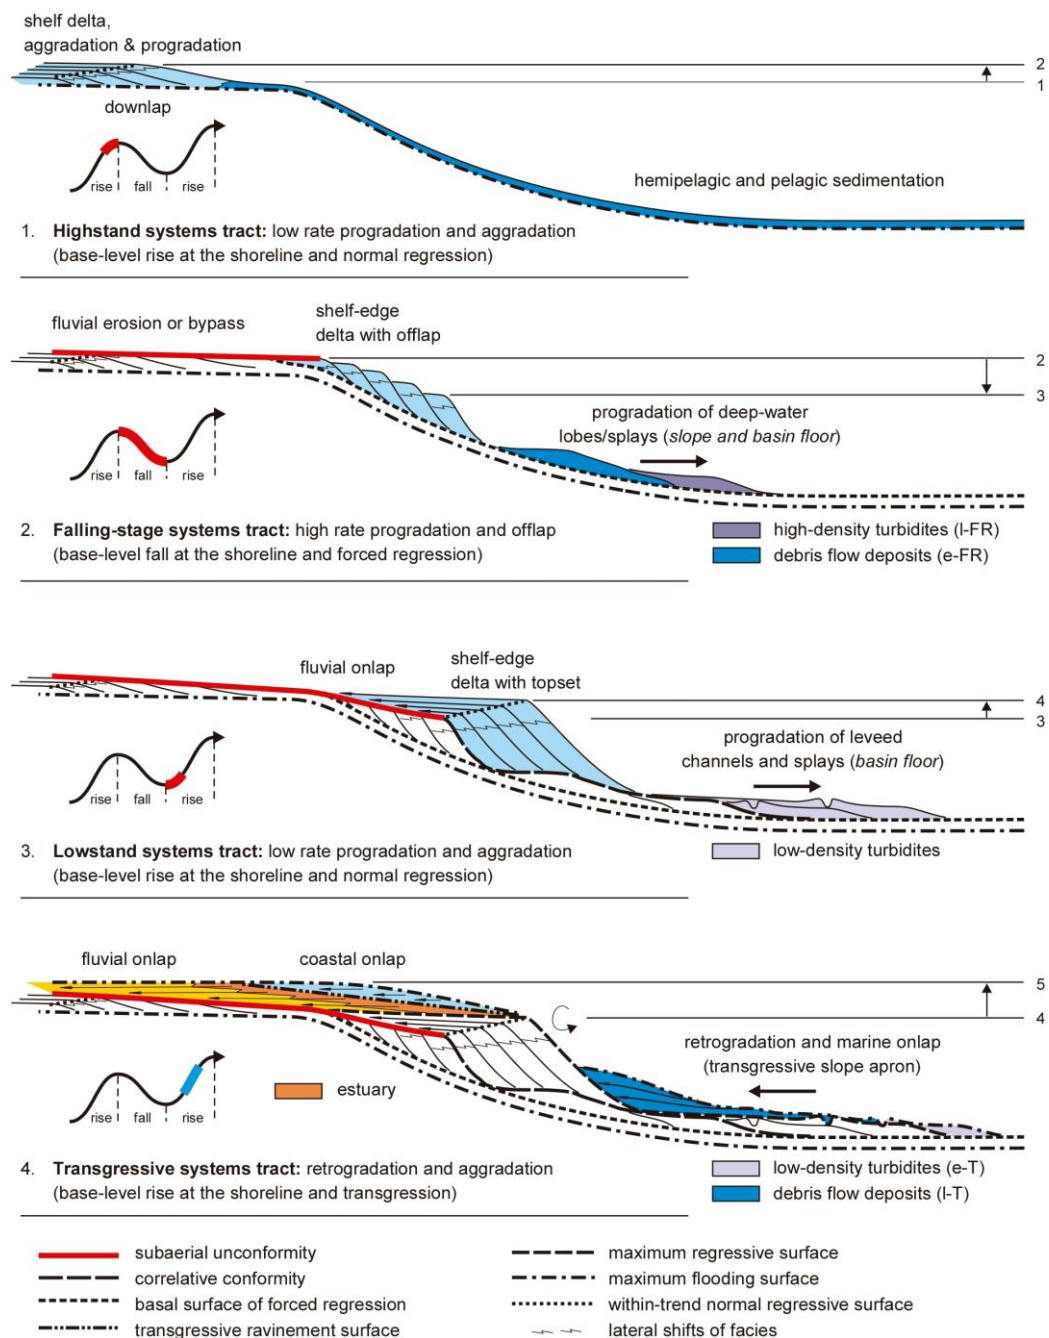 shelf delta,
aggradation & progradation
2
1
downlap
rise fall rise
hemipelagic and pelagic sedimentation
1. Highstand systems tract: low rate progradation and aggradation
(base-level rise at the shoreline and normal regression)
fluvial erosion or bypass
shelf-edge
delta with offlap
2
3
progradation of deep-water
lobes/splays (slope and basin floor)
rise fall rise
2. Falling-stage systems tract: high rate progradation and offlap
(base-level fall at the shoreline and forced regression)
high-density turbidites (l-FR)
debris flow deposits (e-FR)
fluvial onlap
shelf-edge
delta with topset
4
3
progradation of leveed
channels and splays (basin floor)
rise fall rise
3. Lowstand systems tract: low rate progradation and aggradation
(base-level rise at the shoreline and normal regression)
low-density turbidites
fluvial onlap
coastal onlap
5
4
retrogradation and marine onlap
(transgressive slope apron)
rise fall rise
estuary
4. Transgressive systems tract: retrogradation and aggradation
(base-level rise at the shoreline and transgression)
low-density turbidites (e-T)
debris flow deposits (l-T)
subaerial unconformity
correlative conformity
basal surface of forced regression
transgressive ravinement surface
maximum regressive surface
maximum flooding surface
within-trend normal regressive surface
lateral shifts of facies